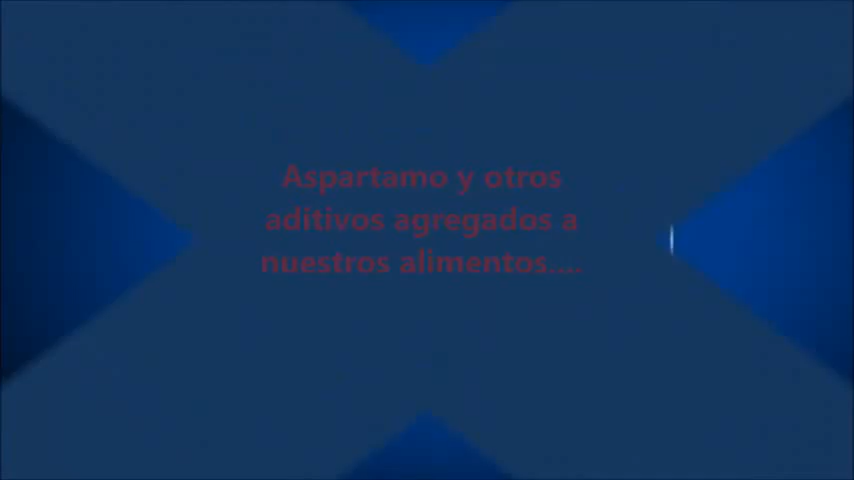 Aspartamo y otros
aditivos agregados a
nuestros alimentos....